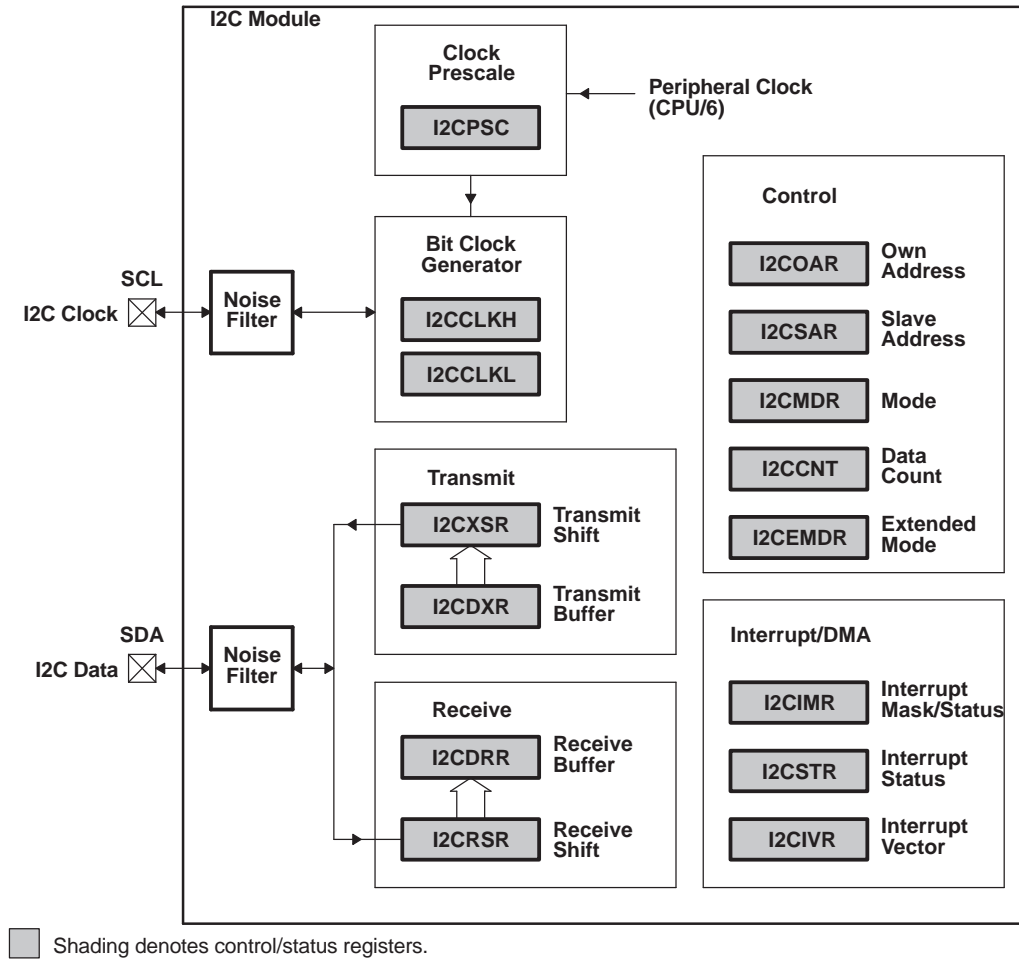 I2C Module
Clock
Prescale
I2CPSC
Peripheral Clock
(CPU/6)
Bit Clock
Generator
I2CCLKH
I2CCLKL
SCL
I2C Clock
Noise
Filter
Control
I2COAR
Own
Address
I2CSAR
Slave
Address
I2CMDR
Mode
I2CCNT
Data
Count
I2CEMDR
Extended
Mode
Transmit
I2CXSR
Transmit
Shift
I2CDXR
Transmit
Buffer
SDA
I2C Data
Noise
Filter
Receive
I2CDRR
Receive
Buffer
I2CRSR
Receive
Shift
Interrupt/DMA
I2CIMR
Interrupt
Mask/Status
I2CSTR
Interrupt
Status
I2CIVR
Interrupt
Vector
Shading denotes control/status registers.